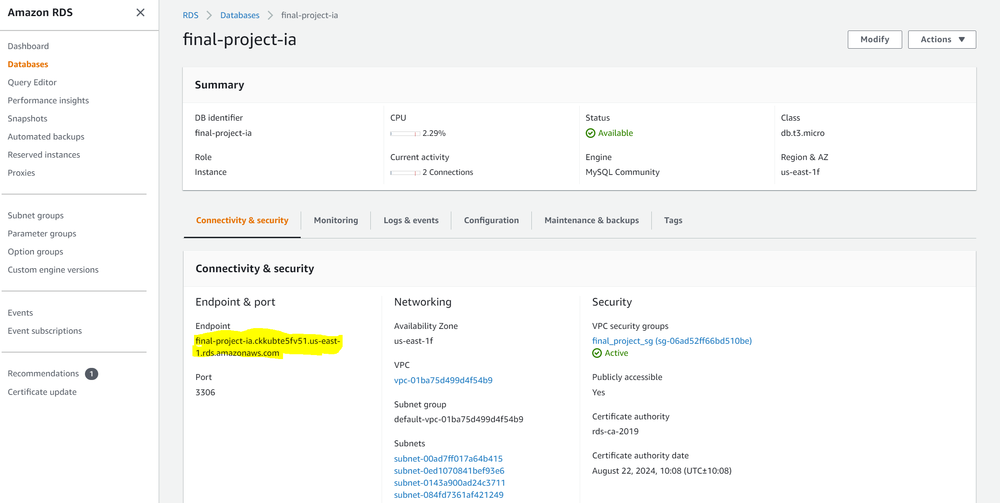 Amazon RDS
Dashboard
Databases
Query Editor
Performance insights
Snapshots
Automated backups
Reserved instances
Proxies
Subnet groups
Parameter groups
Option groups
Custom engine versions
Events
Event subscriptions
Recommendations 1
Certificate update
RDS Databases final-project-ia
final-project-ia
Modify
Actions
Summary
DB identifier
final-project-ia
CPU
2.29%
Status
Available
Class
db.t3.micro
Role
Instance
Current activity
2 Connections
Engine
MySQL Community
Region & AZ
us-east-1f
Connectivity & security
Monitoring
Logs & events
Configuration
Maintenance & backups
Tags
Connectivity & security
Endpoint & port
Endpoint
final-project-ia.ckkubte5fv51.us-east-
1.rds.amazonaws.com
Port
3306
Networking
Availability Zone
us-east-1f
VPC
vpc-01ba75d499d4f54b9
Subnet group
default-vpc-01ba75d499d4f54b9
Subnets
subnet-00ad7ff017a64b415
subnet-0ed1070841bef93e6
subnet-0143a900ad24c3711
subnet-084fd7361af421249
Security
VPC security groups
final_project_sg (sg-06ad52ff66bd510be)
Active
Publicly accessible
Yes
Certificate authority
rds-ca-2019
Certificate authority date
August 22, 2024, 10:08 (UTC±10:08)